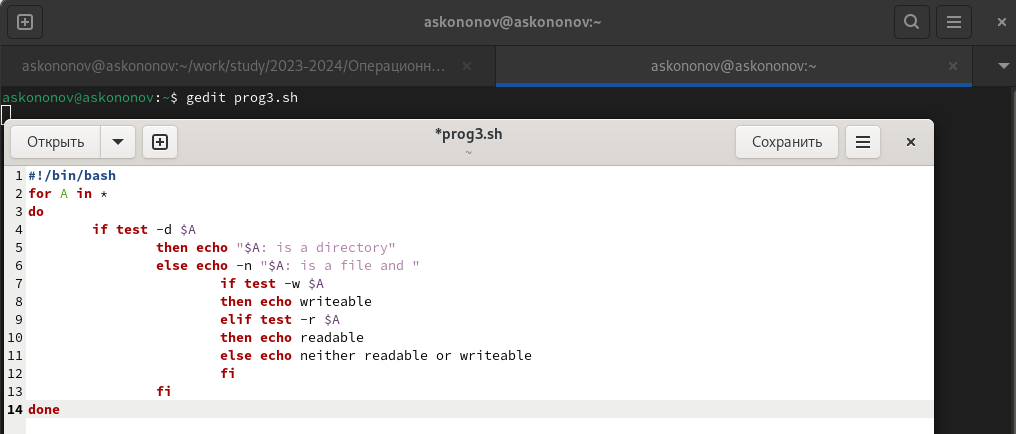 askononov@askononov:~
askononov@askononov:~/work/study/2023-2024/Операционн... askononov@askononov:~
askononov@askononov:~$ gedit prog3.sh
Открыть *prog3.sh Сохранить
~
1 #!/bin/bash
2 for A in *
3 do
4 if test -d $A
5 then echo "$A: is a directory"
6 else echo -n "$A: is a file and "
7 if test -w $A
8 then echo writeable
9 elif test -r $A
10 then echo readable
11 else echo neither readable or writeable
12 fi
13 fi
14 done